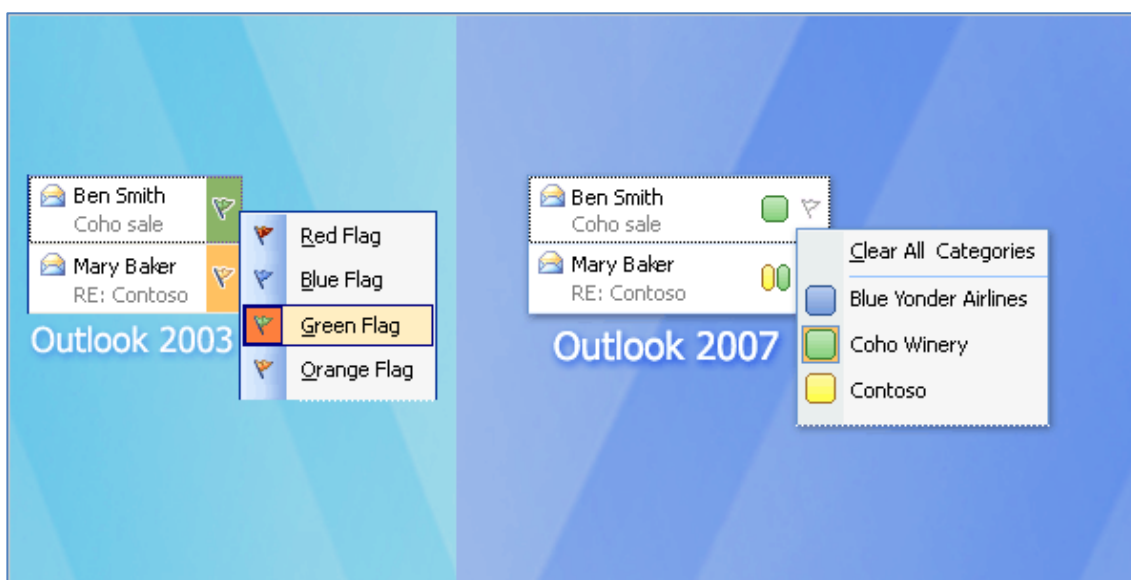 Ben Smith
Coho sale
Mary Baker
RE: Contoso
Outlook 2003
Red Flag
Blue Flag
Green Flag
Orange Flag
Ben Smith
Coho sale
Mary Baker
RE: Contoso
Outlook 2007
Clear All Categories
Blue Yonder Airlines
Coho Winery
Contoso